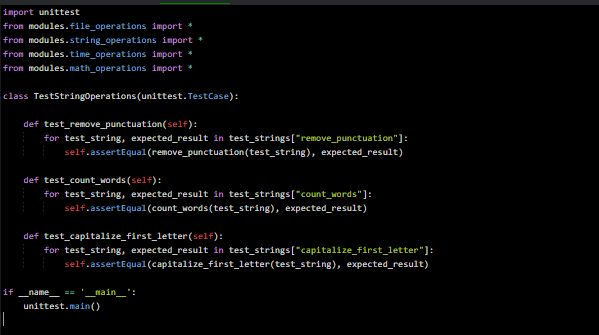 import unittest
from modules.file_operations import *
from modules.string_operations import *
from modules.time_operations import *
from modules.math_operations import *

class TestStringOperations(unittest.TestCase):

    def test_remove_punctuation(self):
        for test_string, expected_result in test_strings["remove_punctuation"]:
            self.assertEqual(remove_punctuation(test_string), expected_result)

    def test_count_words(self):
        for test_string, expected_result in test_strings["count_words"]:
            self.assertEqual(count_words(test_string), expected_result)

    def test_capitalize_first_letter(self):
        for test_string, expected_result in test_strings["capitalize_first_letter"]:
            self.assertEqual(capitalize_first_letter(test_string), expected_result)

if __name__ == '__main__':
    unittest.main()